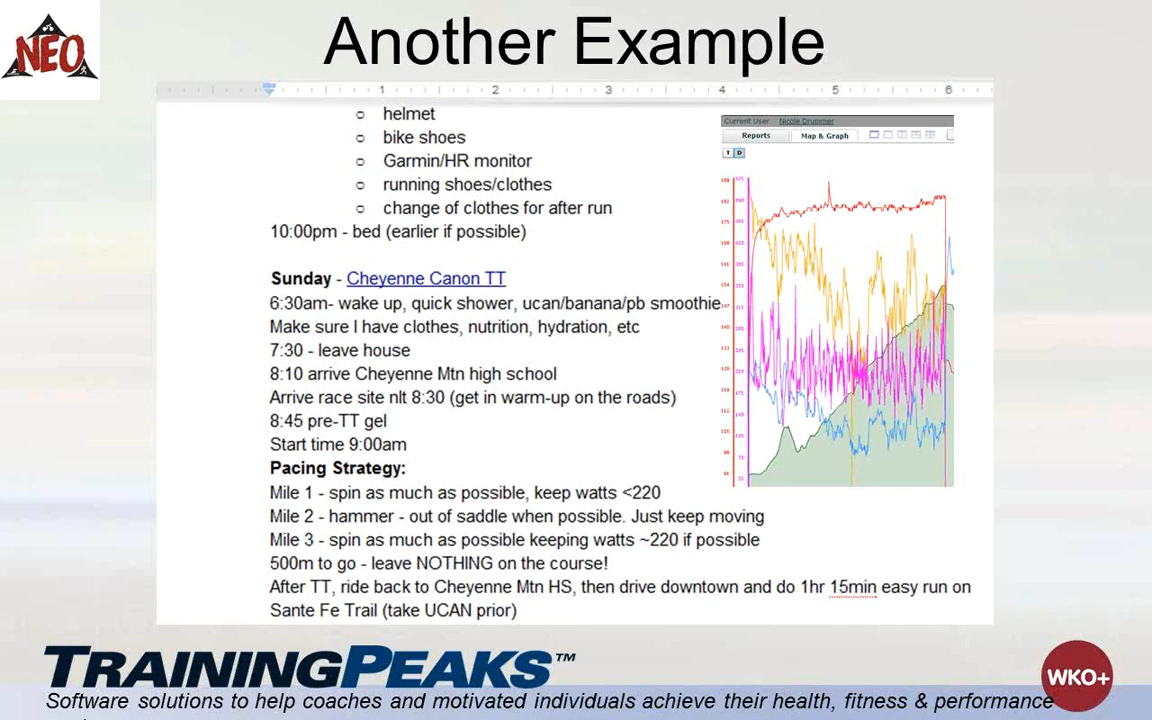 NEO
Another Example
1 2 3 4 5 6
helmet
bike shoes
Garmin/HR monitor
running shoes/clothes
change of clothes for after run
10:00pm - bed (earlier if possible)
Sunday - Cheyenne Canon TT
6:30am- wake up, quick shower, ucan/banana/pb smoothie
Make sure I have clothes, nutrition, hydration, etc
7:30 - leave house
8:10 arrive Cheyenne Mtn high school
Arrive race site nlt 8:30 (get in warm-up on the roads)
8:45 pre-TT gel
Start time 9:00am
Pacing Strategy:
Mile 1 - spin as much as possible, keep watts <220
Mile 2 - hammer - out of saddle when possible. Just keep moving
Mile 3 - spin as much as possible keeping watts ~220 if possible
500m to go - leave NOTHING on the course!
After TT, ride back to Cheyenne Mtn HS, then drive downtown and do 1hr 15min easy run on
Sante Fe Trail (take UCAN prior)
Current User Nicole Drummer
Reports Map & Graph
T D
TRAININGPEAKS™
WKO+
Software solutions to help coaches and motivated individuals achieve their health, fitness & performance